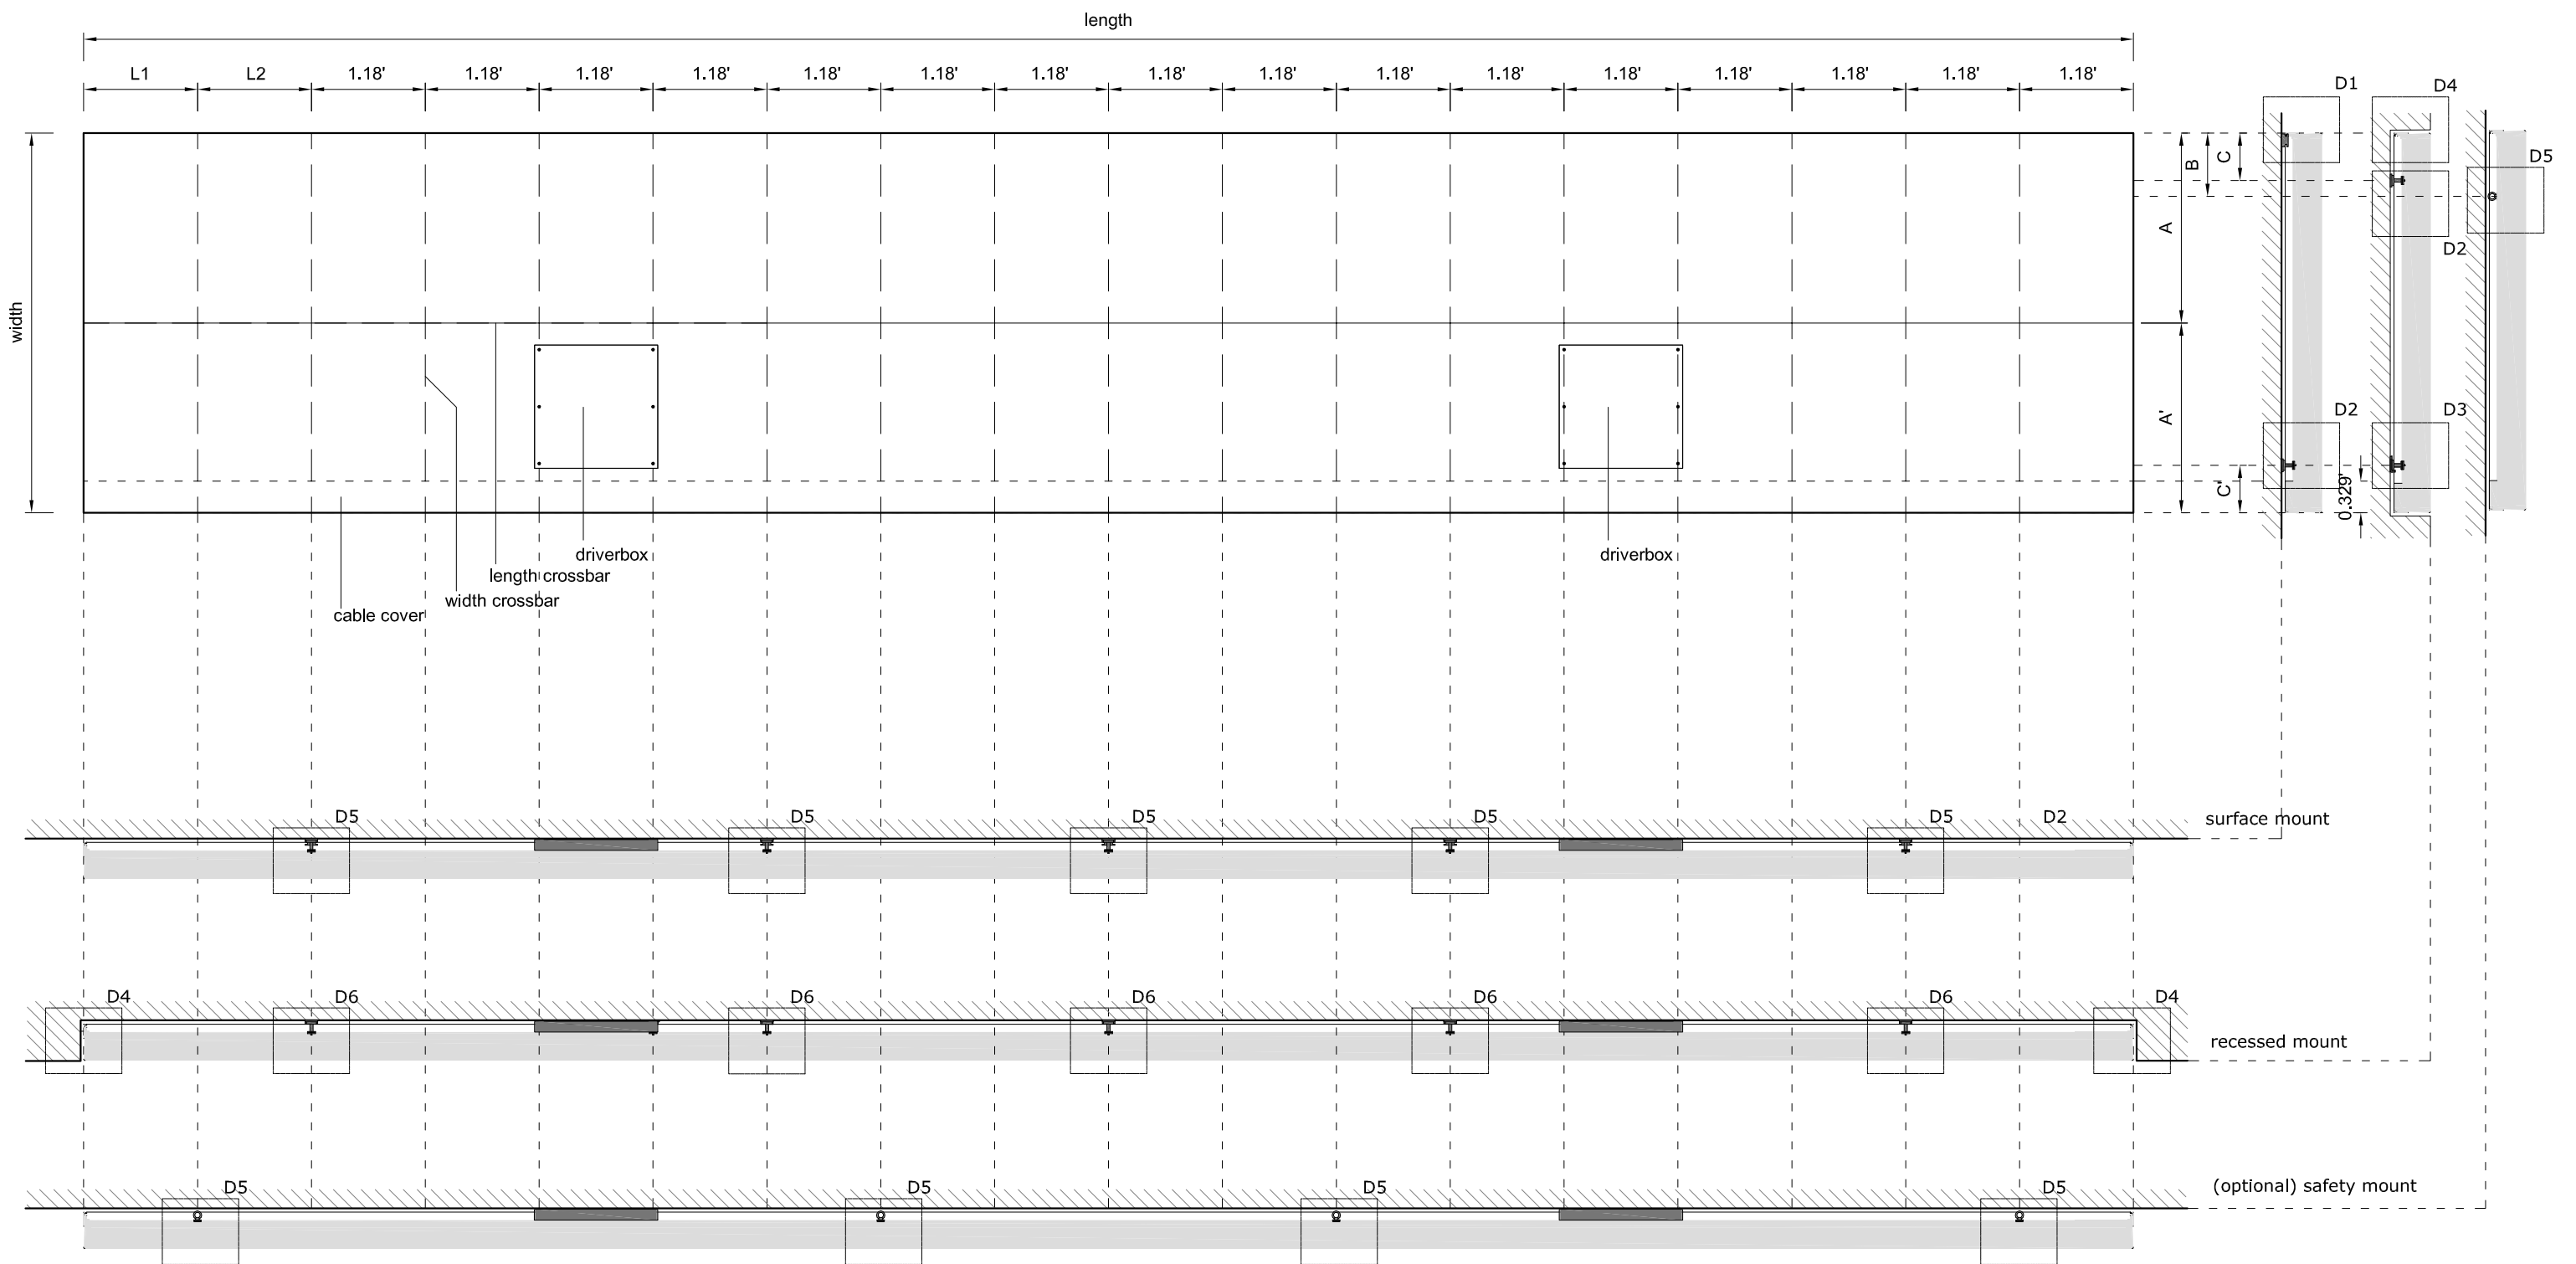 length
L1 L2 1.18' 1.18' 1.18' 1.18' 1.18' 1.18' 1.18' 1.18' 1.18' 1.18' 1.18' 1.18' 1.18' 1.18' 1.18' 1.18'
D1
D4
D5
D2
D2
D3
width
A
B
C
A'
C'
0.329'
driverbox
driverbox
length crossbar
width crossbar
cable cover
D5 D5 D5 D5 D5 D2
surface mount
D4 D6 D6 D6 D6 D6 D4
recessed mount
D5 D5 D5 D5
(optional) safety mount